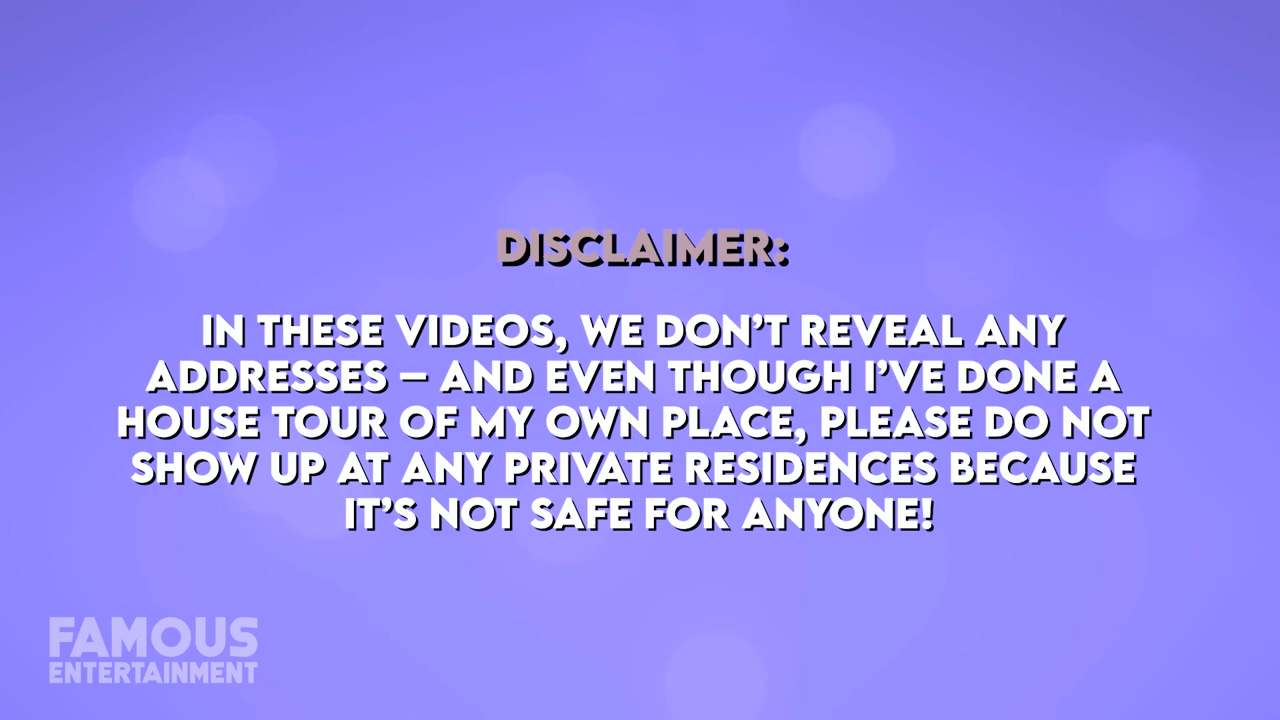 DISCLAIMER:
IN THESE VIDEOS, WE DON’T REVEAL ANY
ADDRESSES – AND EVEN THOUGH I’VE DONE A
HOUSE TOUR OF MY OWN PLACE, PLEASE DO NOT
SHOW UP AT ANY PRIVATE RESIDENCES BECAUSE
IT’S NOT SAFE FOR ANYONE!
FAMOUS
ENTERTAINMENT